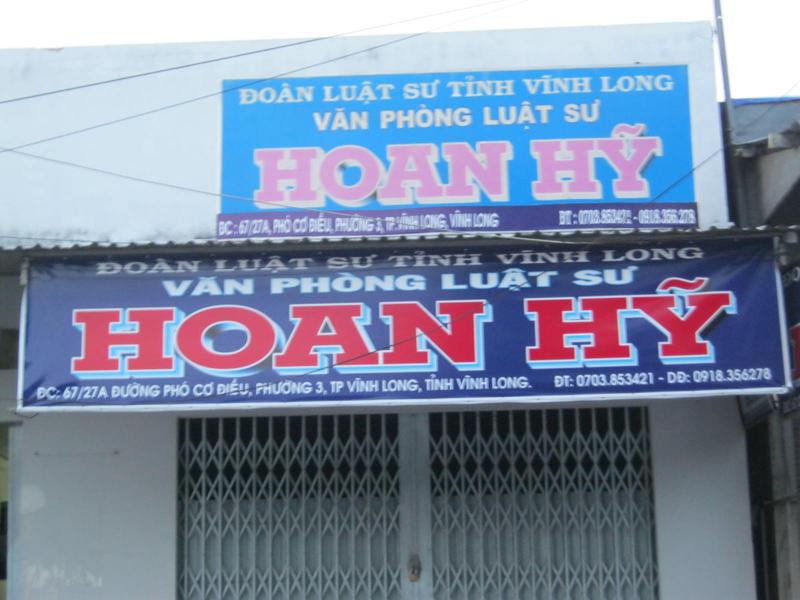 ĐOÀN LUẬT SƯ TỈNH VĨNH LONG
VĂN PHÒNG LUẬT SƯ
HOAN HỸ
ĐC : 67/27A, PHÓ CƠ ĐIỀU, PHƯỜNG 3, TP.VĨNH LONG, VĨNH LONG ĐT : 0703.853421 - 0918.356.278
ĐOÀN LUẬT SƯ TỈNH VĨNH LONG
VĂN PHÒNG LUẬT SƯ
HOAN HỸ
ĐC: 67/27A ĐƯỜNG PHÓ CƠ ĐIỀU, PHƯỜNG 3, TP VĨNH LONG, TỈNH VĨNH LONG. ĐT: 0703.853421 - DĐ: 0918.356278